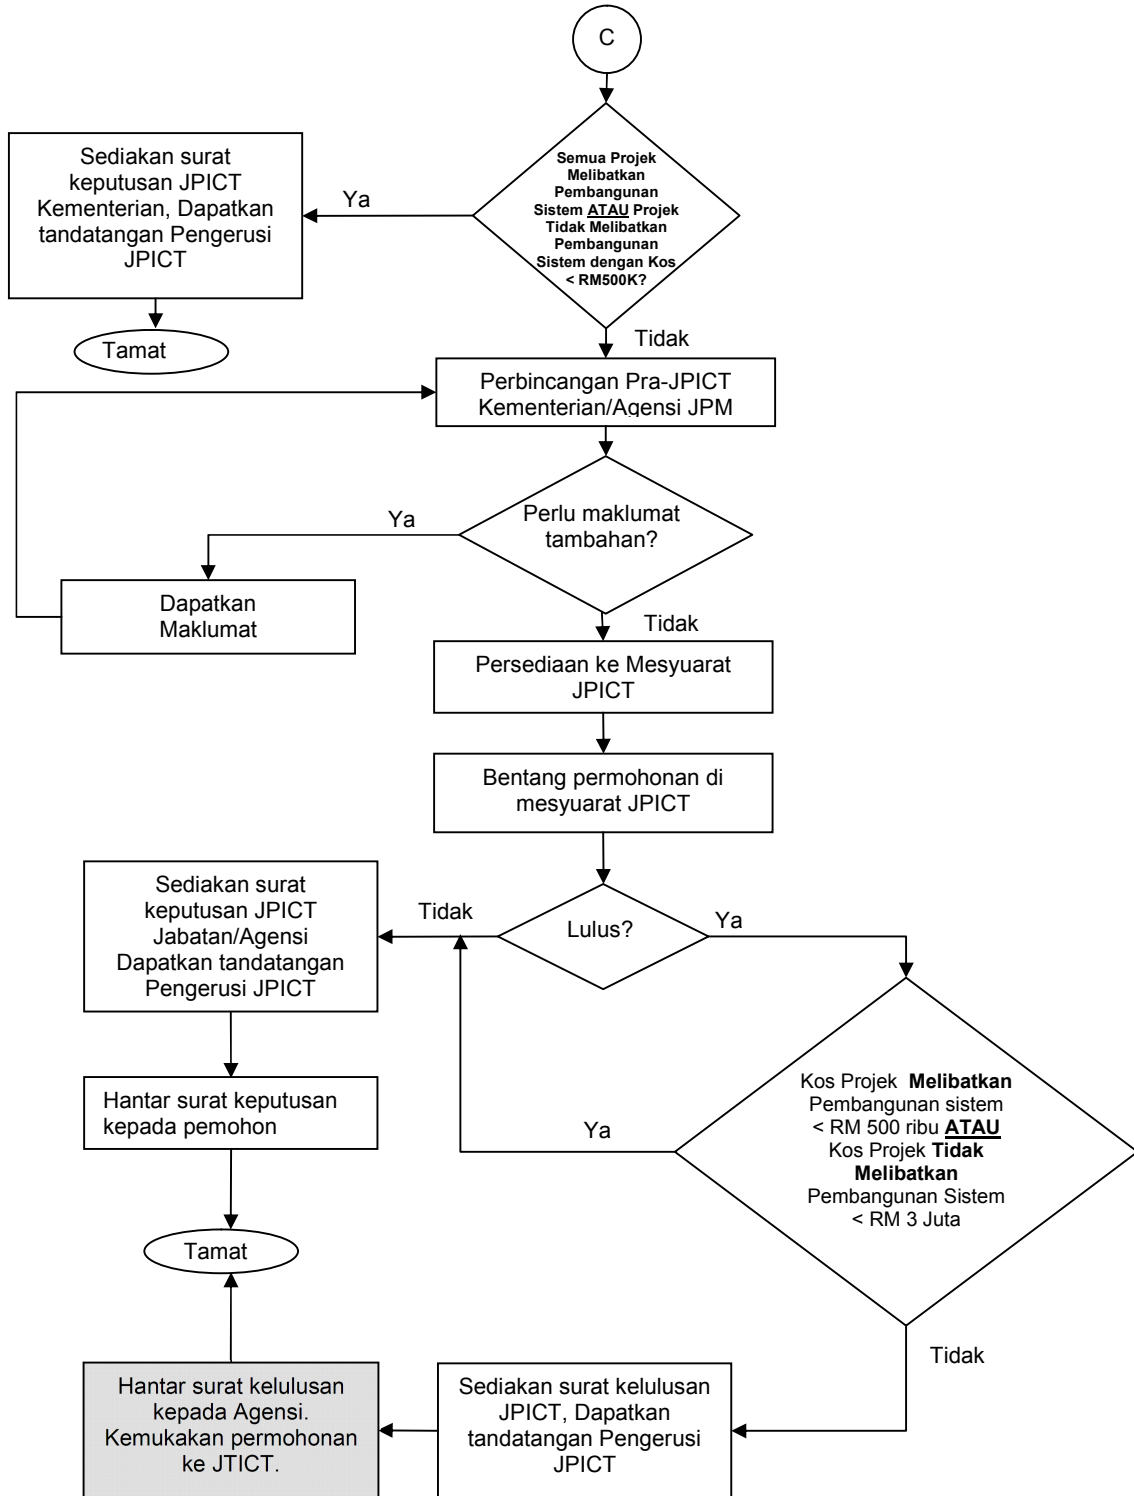 C
Semua Projek
Melibatkan
Pembangunan
Sistem ATAU Projek
Tidak Melibatkan
Pembangunan
Sistem dengan Kos
< RM500K?
Ya
Sediakan surat
keputusan JPICT
Kementerian, Dapatkan
tandatangan Pengerusi
JPICT
Tamat
Tidak
Perbincangan Pra-JPICT
Kementerian/Agensi JPM
Perlu maklumat
tambahan?
Ya
Dapatkan
Maklumat
Tidak
Persediaan ke Mesyuarat
JPICT
Bentang permohonan di
mesyuarat JPICT
Lulus?
Tidak
Ya
Sediakan surat
keputusan JPICT
Jabatan/Agensi
Dapatkan tandatangan
Pengerusi JPICT
Hantar surat keputusan
kepada pemohon
Tamat
Kos Projek Melibatkan
Pembangunan sistem
< RM 500 ribu ATAU
Kos Projek Tidak
Melibatkan
Pembangunan Sistem
< RM 3 Juta
Ya
Tidak
Sediakan surat kelulusan
JPICT, Dapatkan
tandatangan Pengerusi
JPICT
Hantar surat kelulusan
kepada Agensi.
Kemukakan permohonan
ke JTICT.